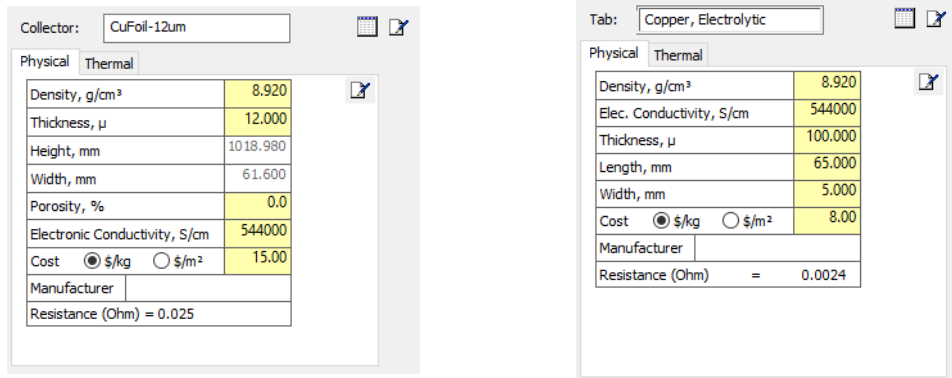 Collector: CuFoil-12um
Physical Thermal
Density, g/cm³ 8.920
Thickness, µ 12.000
Height, mm 1018.980
Width, mm 61.600
Porosity, % 0.0
Electronic Conductivity, S/cm 544000
Cost $/kg $/m² 15.00
Manufacturer
Resistance (Ohm) = 0.025
Tab: Copper, Electrolytic
Physical Thermal
Density, g/cm³ 8.920
Elec. Conductivity, S/cm 544000
Thickness, µ 100.000
Length, mm 65.000
Width, mm 5.000
Cost $/kg $/m² 8.00
Manufacturer
Resistance (Ohm) = 0.0024